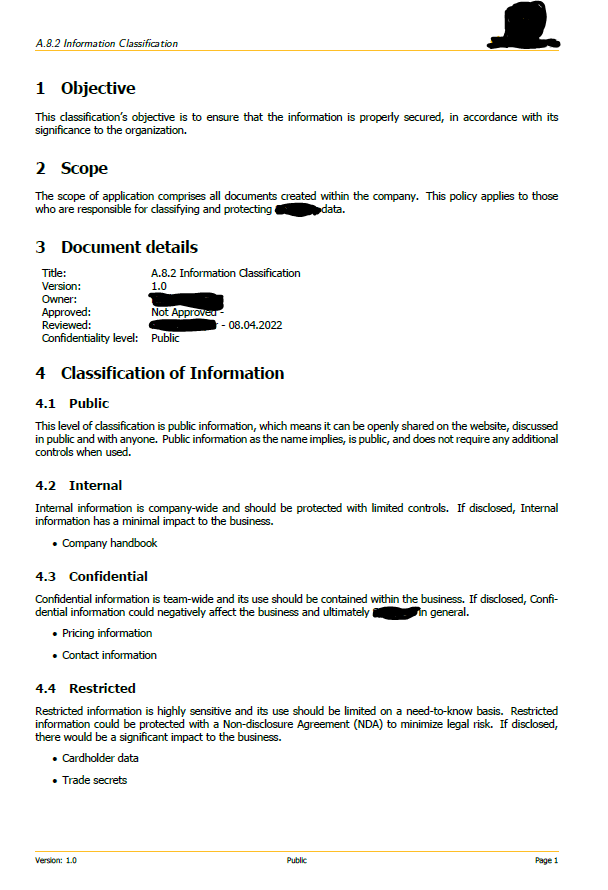 A.8.2 Information Classification
1 Objective
This classification's objective is to ensure that the information is properly secured, in accordance with its
significance to the organization.
2 Scope
The scope of application comprises all documents created within the company. This policy applies to those
who are responsible for classifying and protecting data.
3 Document details
Title: A.8.2 Information Classification
Version: 1.0
Owner:
Approved: Not Approved -
Reviewed: - 08.04.2022
Confidentiality level: Public
4 Classification of Information
4.1 Public
This level of classification is public information, which means it can be openly shared on the website, discussed
in public and with anyone. Public information as the name implies, is public, and does not require any additional
controls when used.
4.2 Internal
Internal information is company-wide and should be protected with limited controls. If disclosed, Internal
information has a minimal impact to the business.
• Company handbook
4.3 Confidential
Confidential information is team-wide and its use should be contained within the business. If disclosed, Confi-
dential information could negatively affect the business and ultimately in general.
• Pricing information
• Contact information
4.4 Restricted
Restricted information is highly sensitive and its use should be limited on a need-to-know basis. Restricted
information could be protected with a Non-disclosure Agreement (NDA) to minimize legal risk. If disclosed,
there would be a significant impact to the business.
• Cardholder data
• Trade secrets
Version: 1.0 Public Page 1